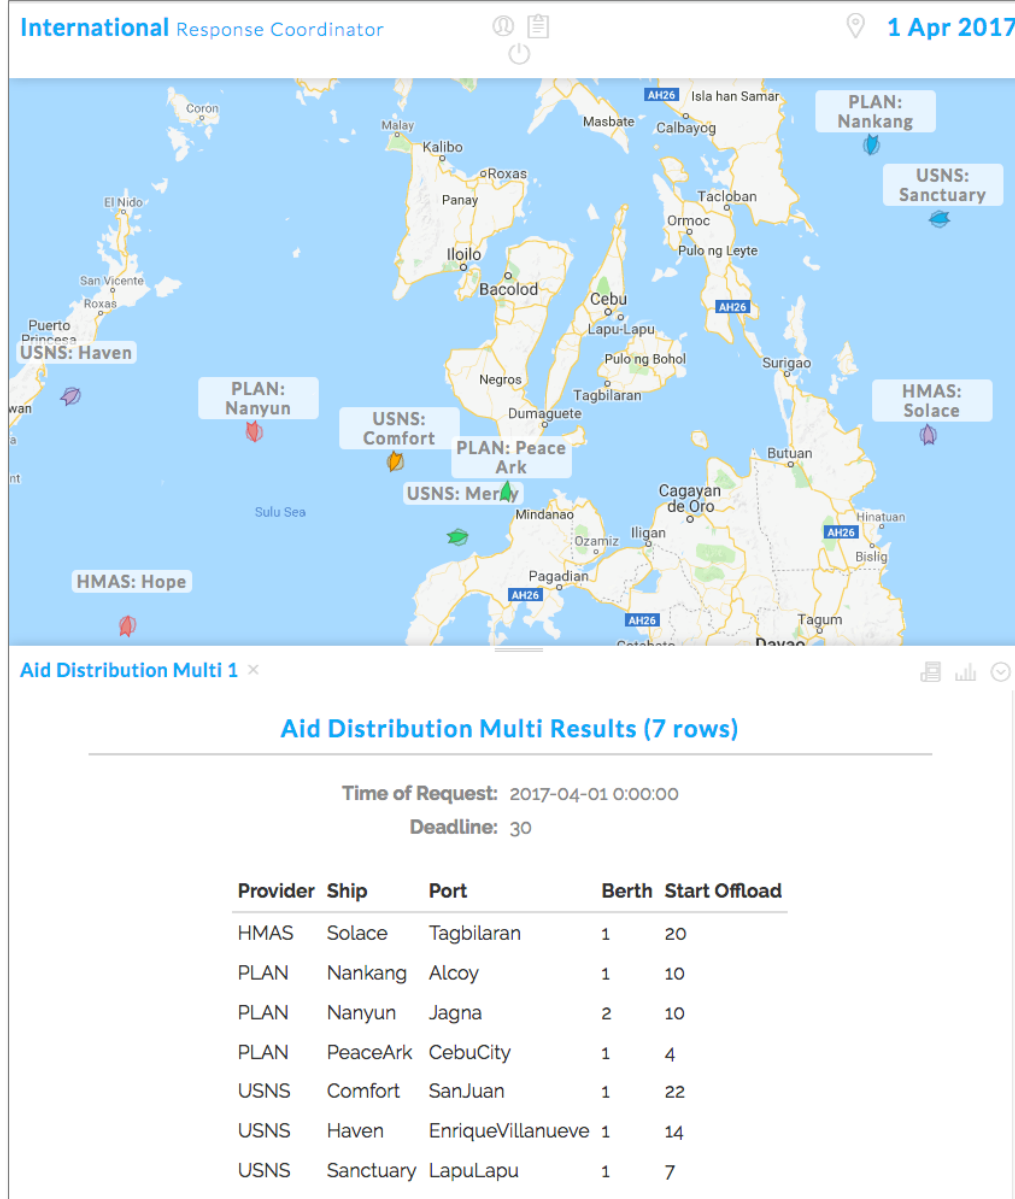 International Response Coordinator
1 Apr 2017
Coron
Malay
Kalibo
Roxas
Panay
Iloilo
Bacolod
Masbate
AH26
Isla han Samar
Calbayog
PLAN:
Nankang
USNS:
Sanctuary
El Nido
Tacloban
Ormoc
Pulo ng Leyte
San Vicente
Roxas
Puerto
Princesa
USNS: Haven
wan
a
nt
Cebu
Lapu-Lapu
AH26
Pulo ng Bohol
Tagbilaran
Surigao
Negros
Dumaguete
PLAN:
Nanyun
USNS:
Comfort
PLAN: Peace
Ark
USNS: Mercy
HMAS:
Solace
Butuan
Sulu Sea
Mindanao
Cagayan
de Oro
Ozamiz
Iligan
Hinatuan
AH26
Bislig
HMAS: Hope
Pagadian
AH26
AH26
Tagum
Cotabato
Davao
Aid Distribution Multi 1 ×
Aid Distribution Multi Results (7 rows)
Time of Request: 2017-04-01 0:00:00
Deadline: 30
Provider Ship Port Berth Start Offload
HMAS Solace Tagbilaran 1 20
PLAN Nankang Alcoy 1 10
PLAN Nanyun Jagna 2 10
PLAN PeaceArk CebuCity 1 4
USNS Comfort SanJuan 1 22
USNS Haven EnriqueVillanueve 1 14
USNS Sanctuary LapuLapu 1 7